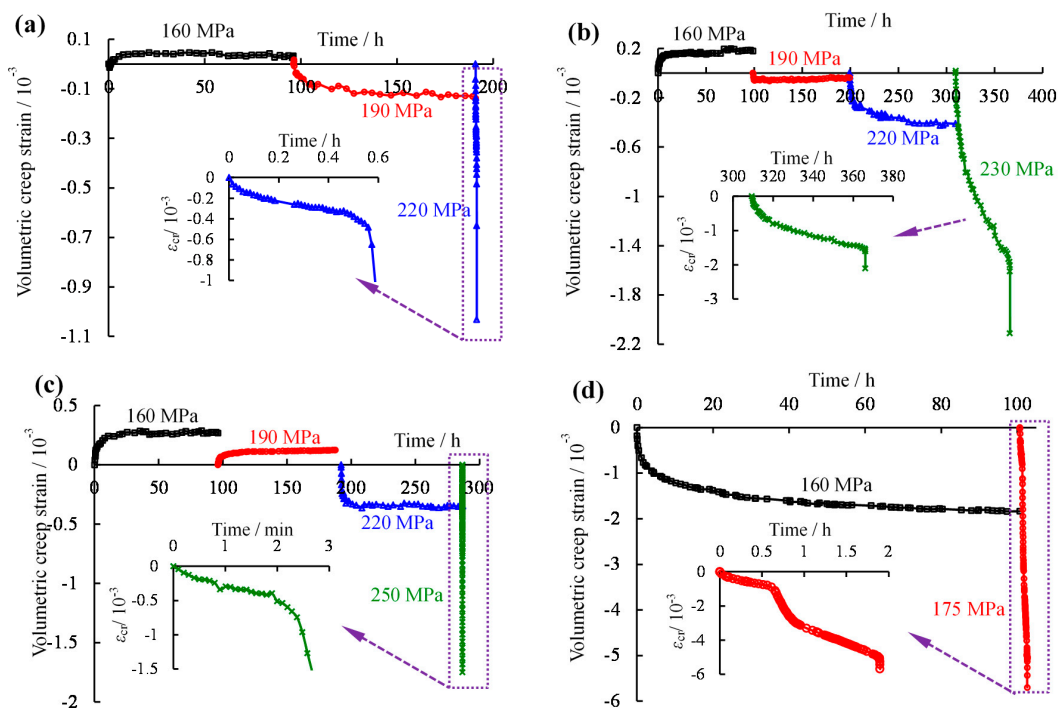 (a)
160 MPa
Time / h
0.1
-0.1
-0.3
-0.5
-0.7
-0.9
-1.1
0 50 100 150 200
190 MPa
220 MPa
Volumetric creep strain / 10⁻³
Time / h
0 0.2 0.4 0.6
0
-0.2
-0.4
-0.6
-0.8
-1
εcr/ 10⁻³
(b)
160 MPa
Time / h
0.2
-0.2
-0.6
-1
-1.4
-1.8
-2.2
0 50 100 150 200 250 300 350 400
190 MPa
220 MPa
230 MPa
Volumetric creep strain / 10⁻³
Time / h
300 320 340 360 380
0
-1
-2
-3
εcr/ 10⁻³
(c)
160 MPa
190 MPa
Time / h
0.5
0
-0.5
-1
-1.5
-2
0 50 100 150 200 250 300
220 MPa
250 MPa
Volumetric creep strain / 10⁻³
Time / min
0 1 2 3
0
-0.5
-1
-1.5
εcr/ 10⁻³
(d)
Time / h
0 20 40 60 80 100
0
-1
-2
-3
-4
-5
-6
160 MPa
175 MPa
Volumetric creep strain / 10⁻³
Time / h
0 0.5 1 1.5 2
0
-2
-4
-6
εcr/ 10⁻³